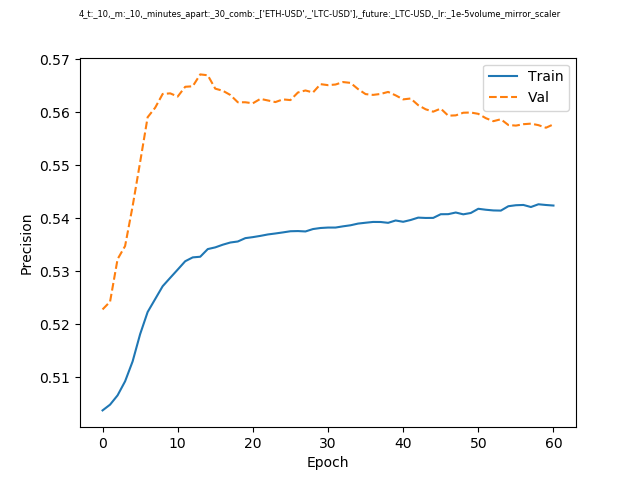 4_t:_10,_m:_10,_minutes_apart:_30_comb:_['ETH-USD',_'LTC-USD'],_future:_LTC-USD,_lr:_1e-5volume_mirror_scaler
0.57
Train
Val
0.56
0.55
0.54
Precision
0.53
0.52
0.51
0 10 20 30 40 50 60
Epoch